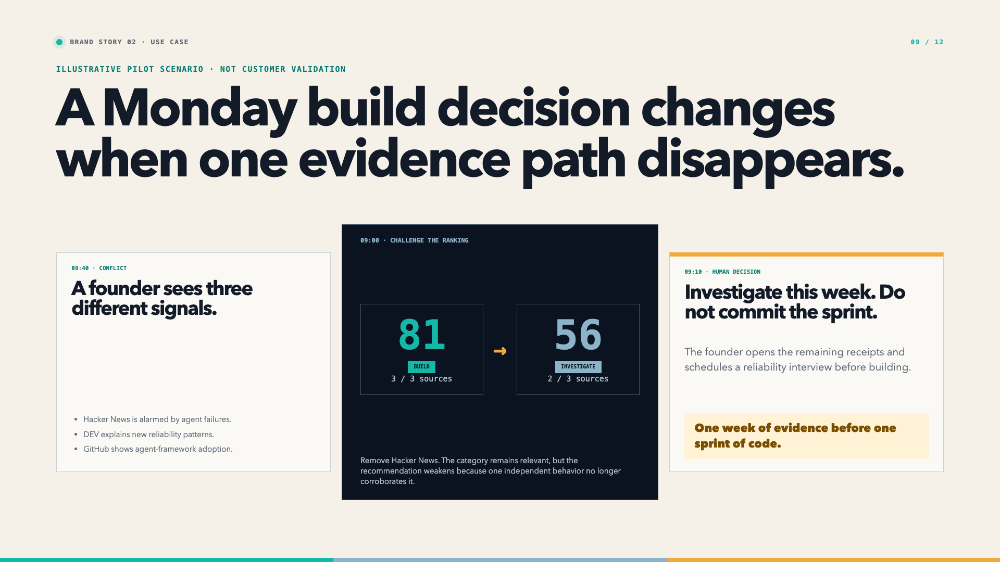 BRAND STORY 02 · USE CASE
09 / 12
ILLUSTRATIVE PILOT SCENARIO · NOT CUSTOMER VALIDATION
A Monday build decision changes
when one evidence path disappears.
08:40 · CONFLICT
A founder sees three
different signals.
• Hacker News is alarmed by agent failures.
• DEV explains new reliability patterns.
• GitHub shows agent-framework adoption.
09:00 · CHALLENGE THE RANKING
81
BUILD
3 / 3 sources
→
56
INVESTIGATE
2 / 3 sources
Remove Hacker News. The category remains relevant, but the
recommendation weakens because one independent behavior no longer
corroborates it.
09:10 · HUMAN DECISION
Investigate this week. Do
not commit the sprint.
The founder opens the remaining receipts and
schedules a reliability interview before building.
One week of evidence before one
sprint of code.